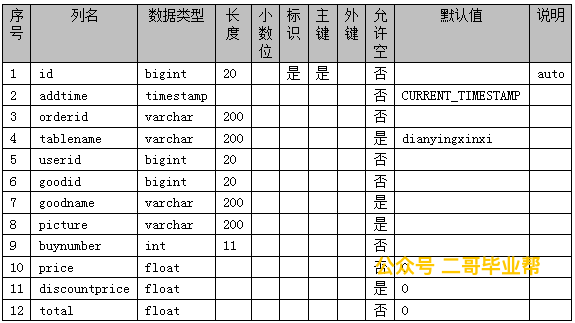 序号 列名 数据类型 长度 小数位 标识 主键 外键 允许空 默认值 说明
1 id bigint 20 是 是 否 auto
2 addtime timestamp 否 CURRENT_TIMESTAMP
3 orderid varchar 200 否
4 tablename varchar 200 是 dianyingxinxi
5 userid bigint 20 否
6 goodid bigint 20 否
7 goodname varchar 200 是
8 picture varchar 200 是
9 buynumber int 11 否
10 price float 否 0
公众号 二哥毕业帮
11 discountprice float 是 0
12 total float 否 0